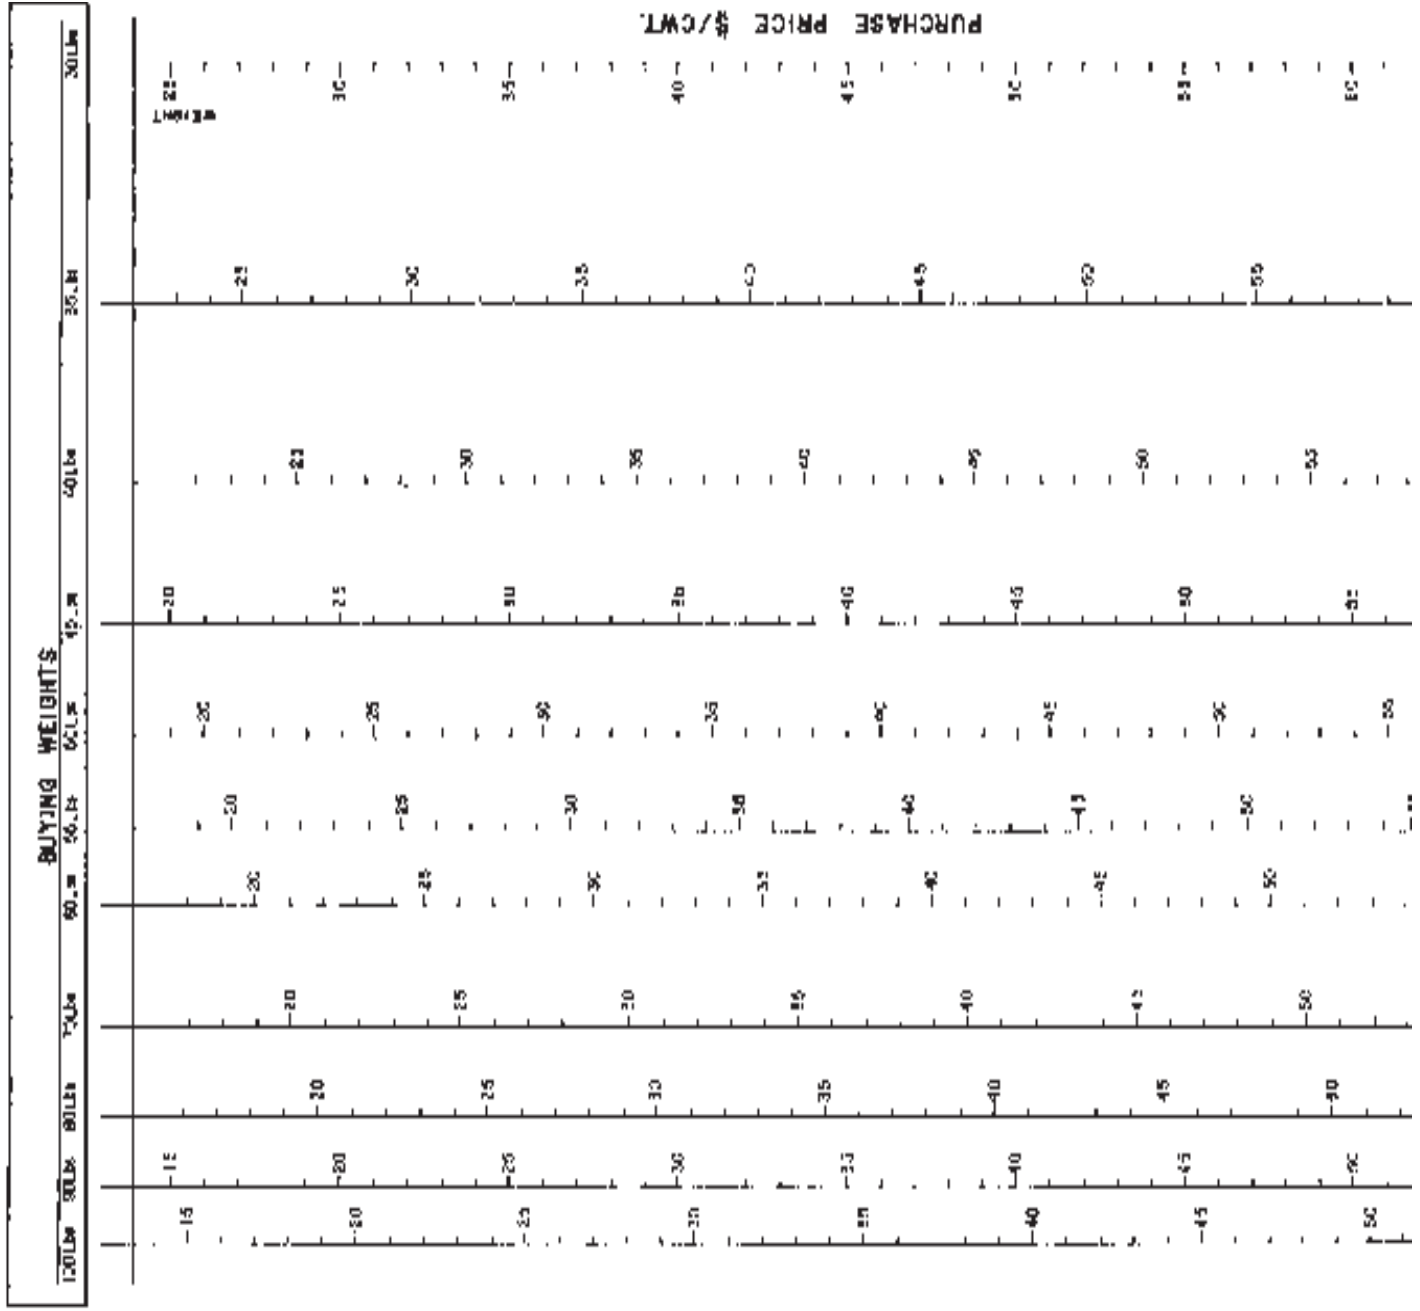 BUYING WEIGHTS
100Lbs 90Lbs 80Lbs 70Lbs 60Lbs 55Lbs 50Lbs 45Lbs 40Lbs 35Lbs 30Lbs
PURCHASE PRICE $/CWT.
WEIGHT
15 20 25 30 35 40 45 50
15 20 25 30 35 40 45 50
20 25 30 35 40 45 50
20 25 30 35 40 45 50
20 25 30 35 40 45 50
20 25 30 35 40 45 50
20 25 30 35 40 45 50 55
20 25 30 35 40 45 50 55
25 30 35 40 45 50 55
25 30 35 40 45 50 55
25 30 35 40 45 50 55 60